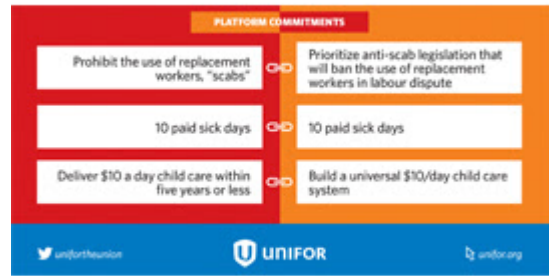 PLATFORM COMMITMENTS
Prohibit the use of replacement
workers, "scabs"
Prioritize anti-scab legislation that
will ban the use of replacement
workers in labour dispute
10 paid sick days
10 paid sick days
Deliver $10 a day child care within
five years or less
Build a universal $10/day child care
system
unifortheunion
UNIFOR
unifor.org